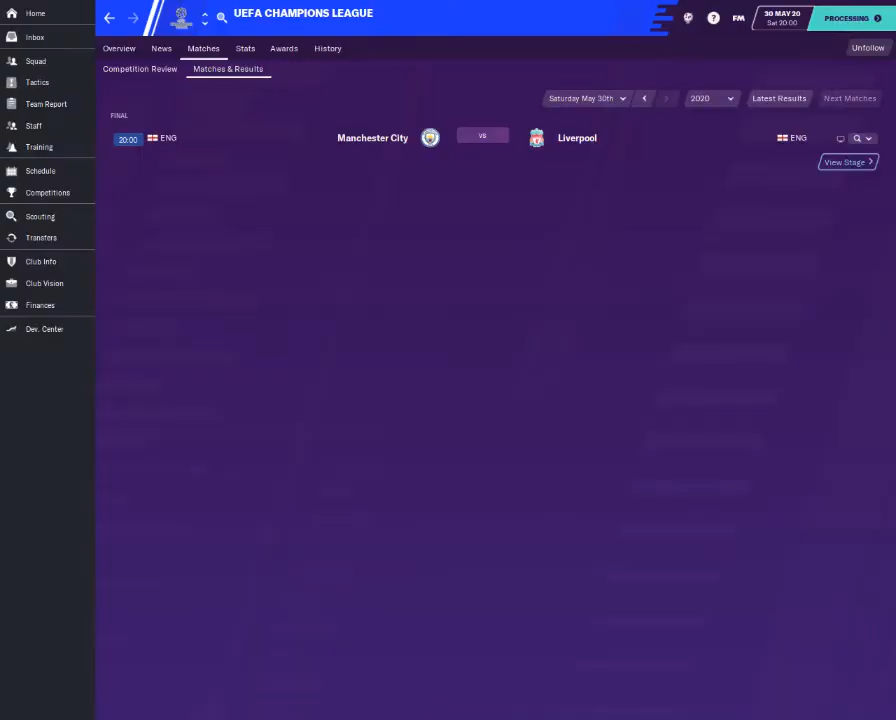 Home
Inbox
Squad
Tactics
Team Report
Staff
Training
Schedule
Competitions
Scouting
Transfers
Club Info
Club Vision
Finances
Dev. Center
UEFA CHAMPIONS LEAGUE
? FM
30 MAY 20
Sat 20:00
PROCESSING
Overview News Matches Stats Awards History
Unfollow
Competition Review Matches & Results
Saturday May 30th 2020 Latest Results Next Matches
FINAL
20:00 ENG Manchester City vs Liverpool ENG
View Stage